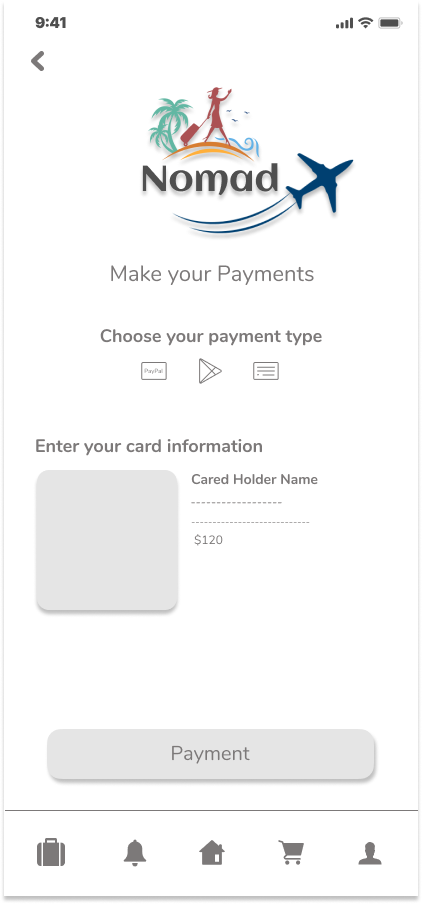 9:41
Nomad
Make your Payments
Choose your payment type
PayPal
Enter your card information
Cared Holder Name
------------------
----------------------------
$120
Payment